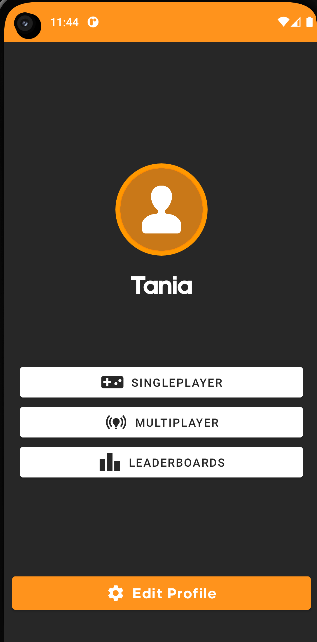 11:44
Tania
SINGLEPLAYER
MULTIPLAYER
LEADERBOARDS
Edit Profile